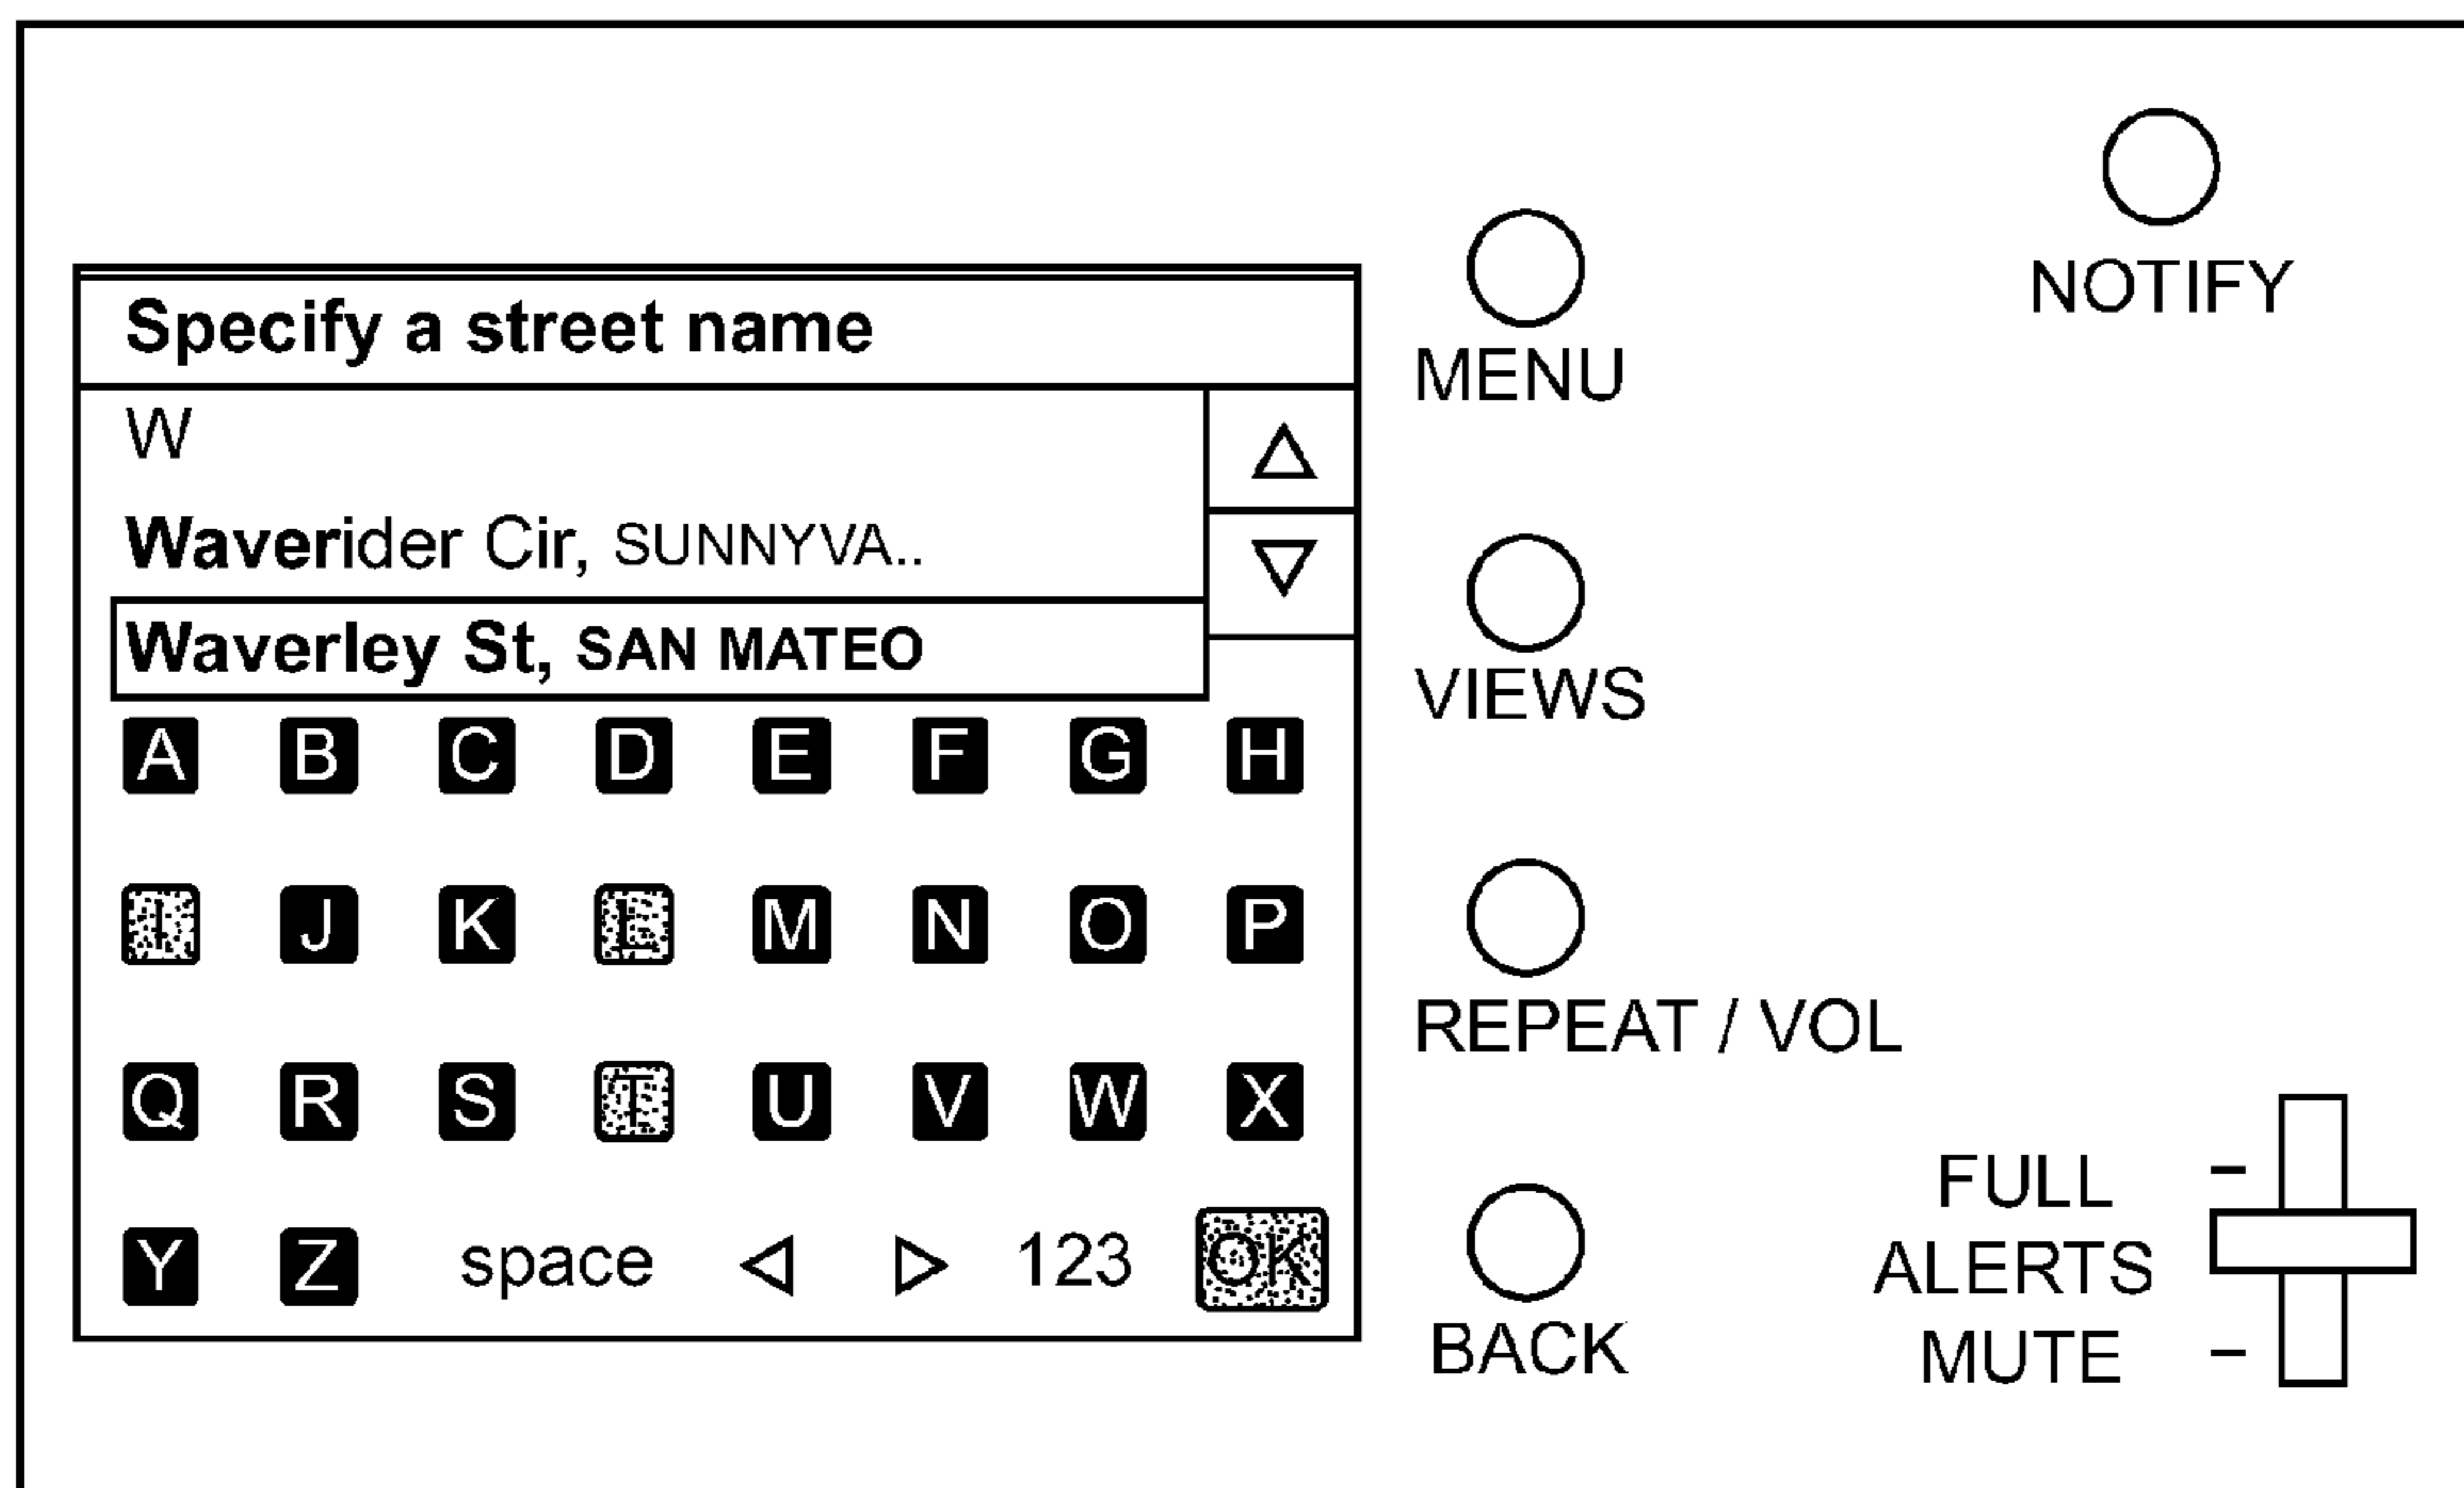 Specify a street name
W
Waverider Cir, SUNNYVA..
Waverley St, SAN MATEO
A B C D E F G H
I J K L M N O P
Q R S T U V W X
Y Z space 123 OK
MENU
VIEWS
REPEAT / VOL
BACK
NOTIFY
FULL
ALERTS
MUTE